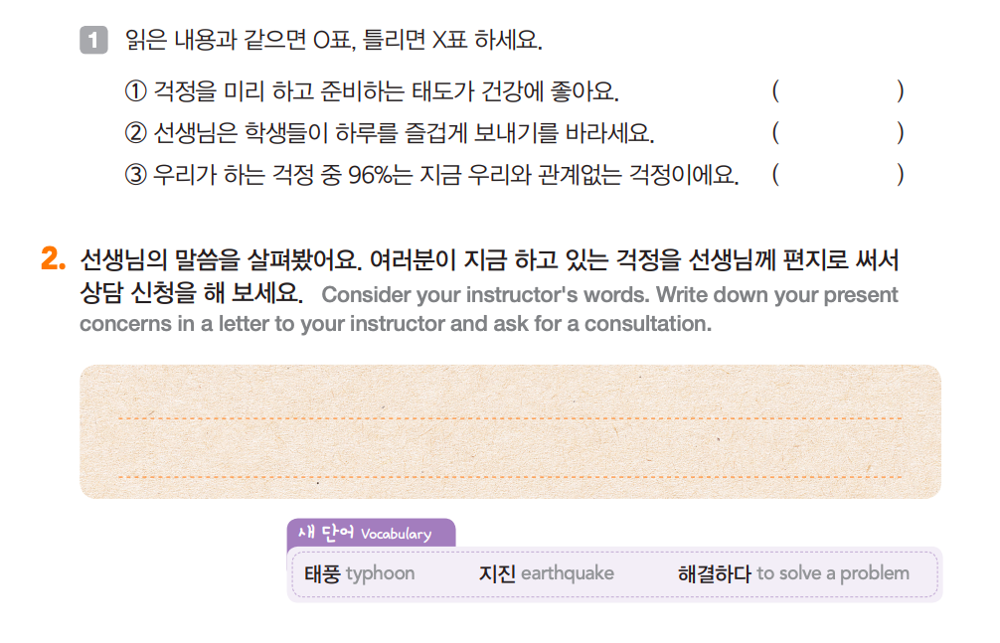 1 읽은 내용과 같으면 O표, 틀리면 X표 하세요.
① 걱정을 미리 하고 준비하는 태도가 건강에 좋아요. ( )
② 선생님은 학생들이 하루를 즐겁게 보내기를 바라세요. ( )
③ 우리가 하는 걱정 중 96%는 지금 우리와 관계없는 걱정이에요. ( )
2. 선생님의 말씀을 살펴봤어요. 여러분이 지금 하고 있는 걱정을 선생님께 편지로 써서
상담 신청을 해 보세요. Consider your instructor's words. Write down your present
concerns in a letter to your instructor and ask for a consultation.
새 단어 Vocabulary
태풍 typhoon 지진 earthquake 해결하다 to solve a problem